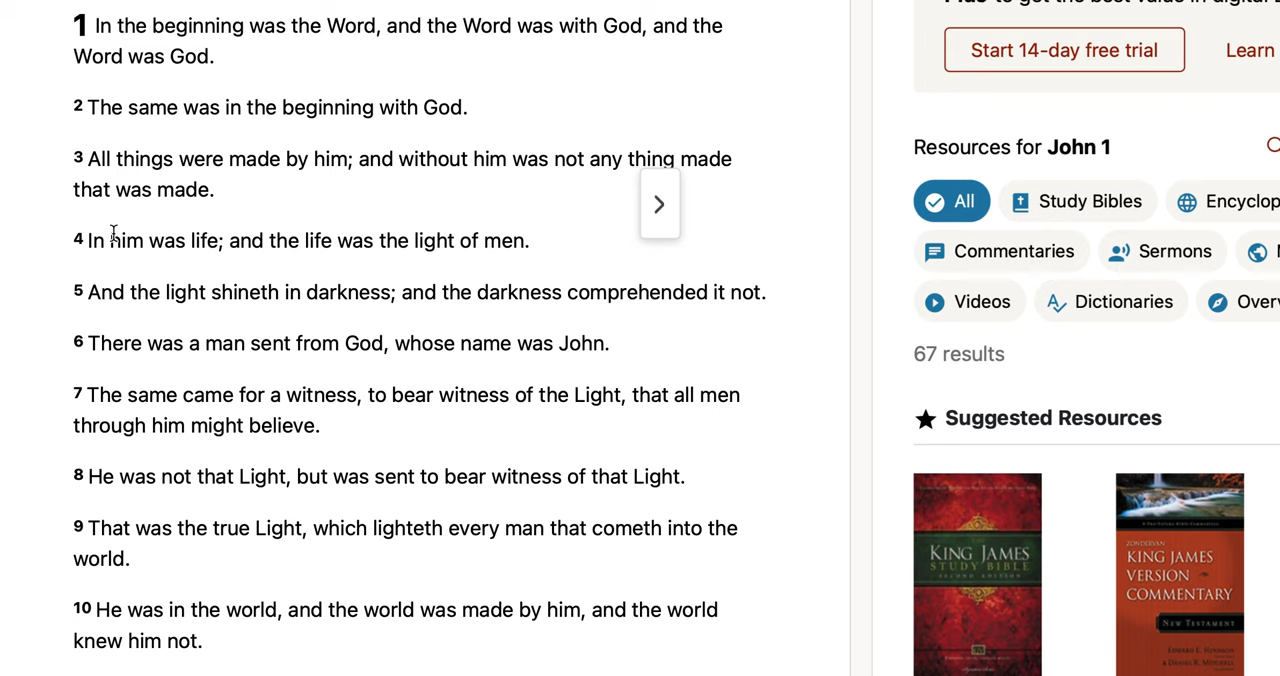 1 In the beginning was the Word, and the Word was with God, and the
Word was God.
2 The same was in the beginning with God.
3 All things were made by him; and without him was not any thing made
that was made.
4 In him was life; and the life was the light of men.
5 And the light shineth in darkness; and the darkness comprehended it not.
6 There was a man sent from God, whose name was John.
7 The same came for a witness, to bear witness of the Light, that all men
through him might believe.
8 He was not that Light, but was sent to bear witness of that Light.
9 That was the true Light, which lighteth every man that cometh into the
world.
10 He was in the world, and the world was made by him, and the world
knew him not.
Start 14-day free trial
Learn
Resources for John 1
All
Study Bibles
Encyclop
Commentaries
Sermons
Videos
Dictionaries
Over
67 results
Suggested Resources
KING JAMES
STUDY BIBLE
SECOND EDITION
ZONDERVAN
KING JAMES
VERSION
COMMENTARY
NEW TESTAMENT